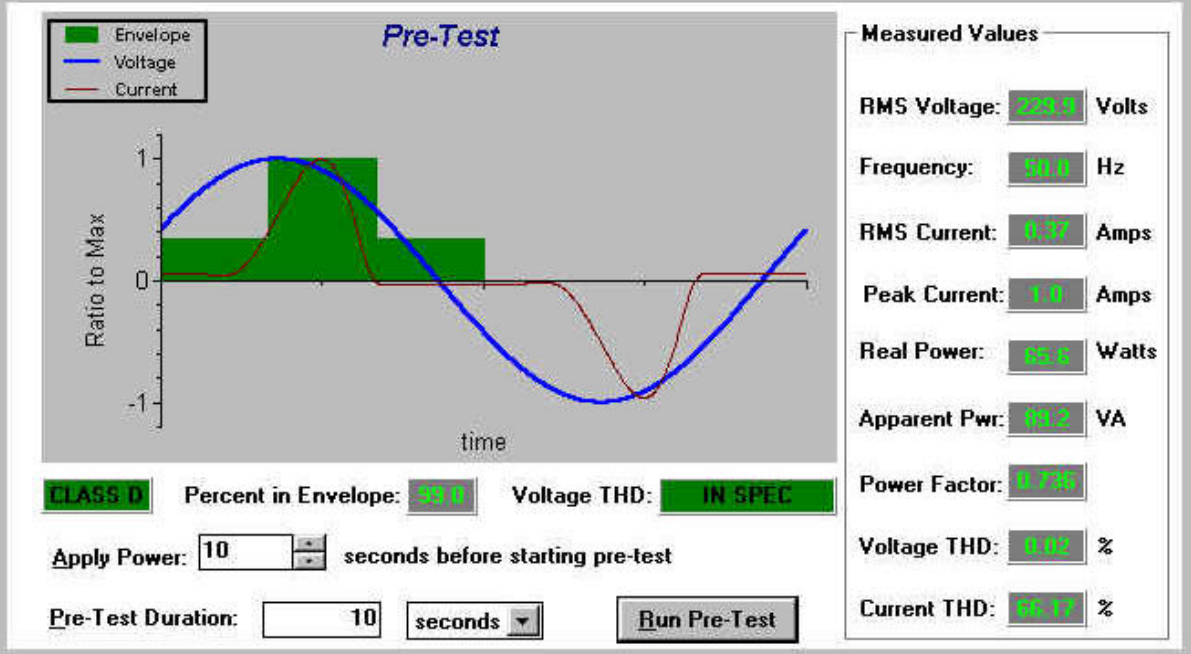 Pre-Test
Envelope
Voltage
Current
Ratio to Max
1
0
-1
time
CLASS D Percent in Envelope: 99.0 Voltage THD: IN SPEC
Apply Power: 10 seconds before starting pre-test
Pre-Test Duration: 10 seconds Run Pre-Test
Measured Values
RMS Voltage: 229.9 Volts
Frequency: 50.0 Hz
RMS Current: 0.37 Amps
Peak Current: 1.0 Amps
Real Power: 65.6 Watts
Apparent Pwr: 89.2 VA
Power Factor: 0.736
Voltage THD: 0.02 %
Current THD: 66.17 %